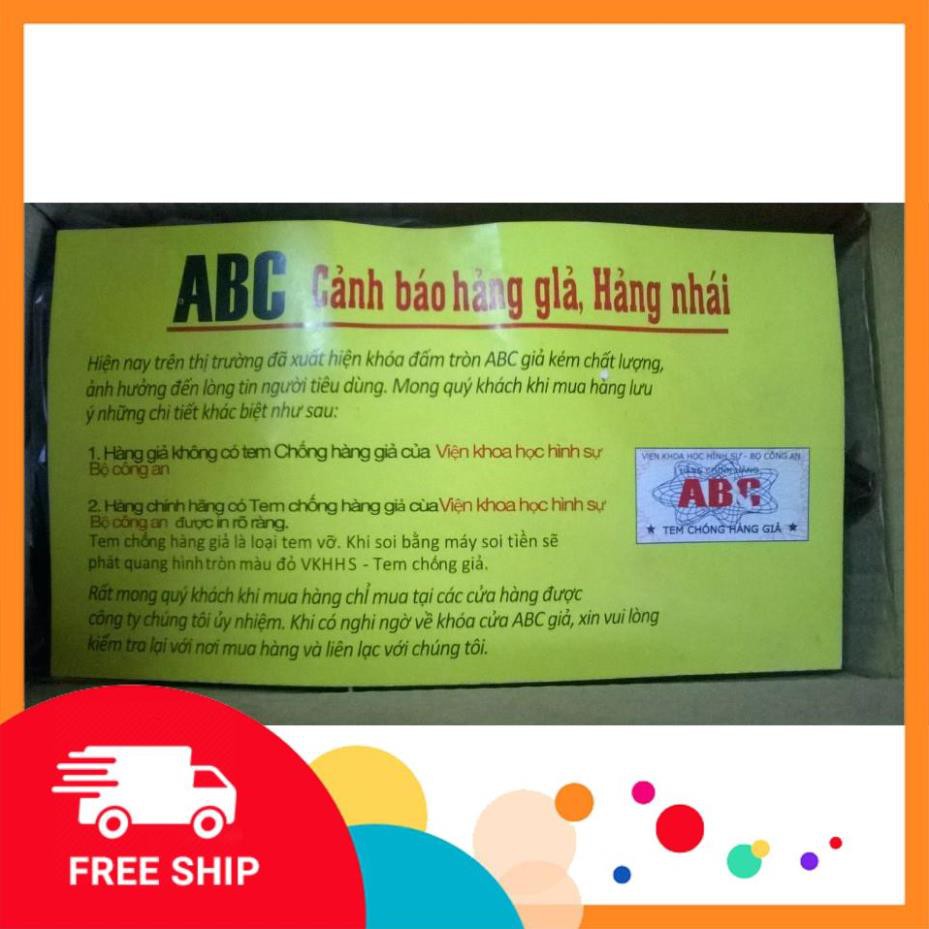 ABC Cảnh báo hảng glả, Hảng nhái
Hiện nay trên thị trường đã xuất hiện khóa đấm tròn ABC giả kém chất lượng,
ảnh hưởng đến lòng tin người tiêu dùng. Mong quý khách khi mua hàng lưu
ý những chi tiết khác biệt như sau:
1. Hàng giả không có tem Chống hàng giả của Viện khoa học hình sự
Bộ công an
2. Hàng chính hãng có Tem chống hàng giả của Viện khoa học hình sự
Bộ công an được in rõ ràng.
Tem chống hàng giả là loại tem vỡ. Khi soi bằng máy soi tiền sẽ
phát quang hình tròn màu đỏ VKHHS - Tem chống giả.
Rất mong quý khách khi mua hàng chỉ mua tại các cửa hàng được
công ty chúng tôi ủy nhiệm. Khi có nghi ngờ về khóa cửa ABC giả, xin vui lòng
kiểm tra lại với nơi mua hàng và liên lạc với chúng tôi.
VIỆN KHOA HỌC HÌNH SỰ - BỘ CÔNG AN
HÀNG CHÍNH HÃNG
ABC
★ TEM CHỐNG HÀNG GIẢ ★
FREE SHIP